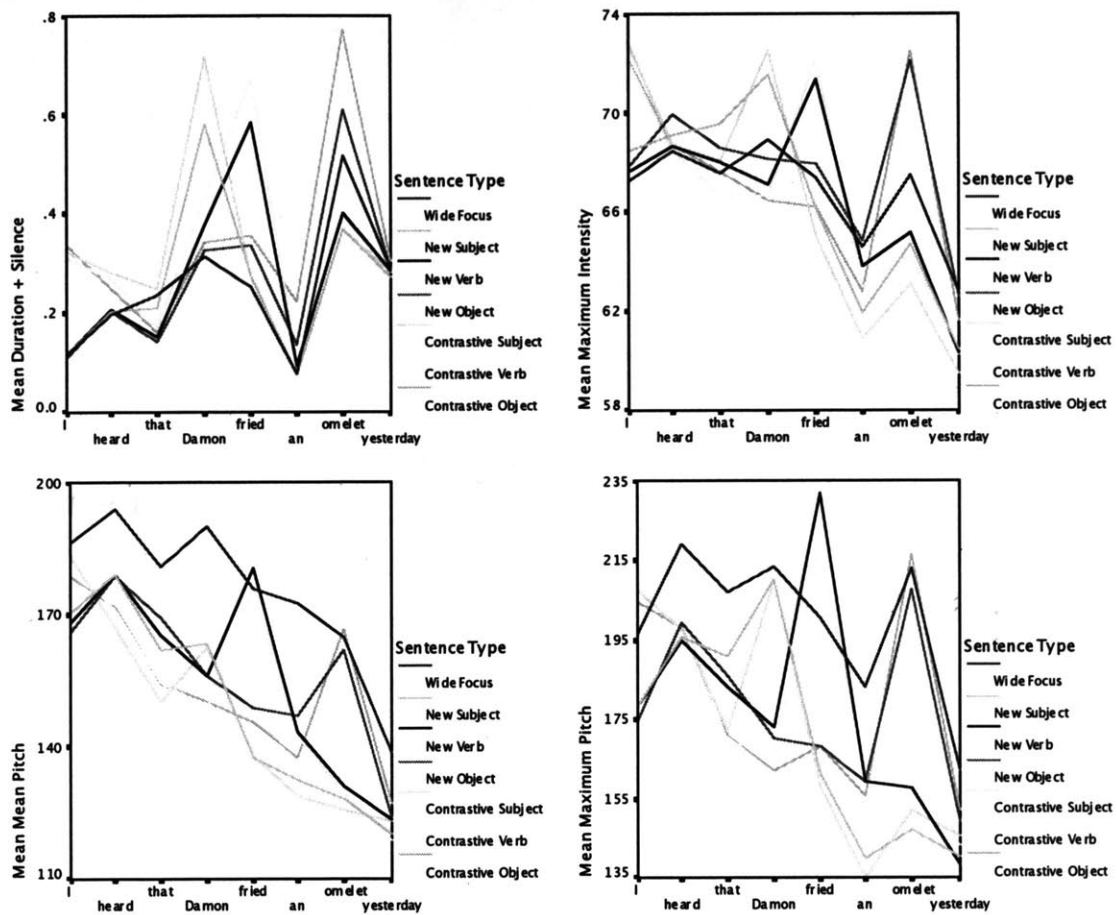 Mean Duration + Silence
.8
.6
.4
.2
0.0
I
heard
that
Damon
fried
an
omelet
yesterday
Sentence Type
Wide Focus
New Subject
New Verb
New Object
Contrastive Subject
Contrastive Verb
Contrastive Object
Mean Maximum Intensity
74
70
66
62
58
I
heard
that
Damon
fried
an
omelet
yesterday
Sentence Type
Wide Focus
New Subject
New Verb
New Object
Contrastive Subject
Contrastive Verb
Contrastive Object
Mean Mean Pitch
200
170
140
110
I
heard
that
Damon
fried
an
omelet
yesterday
Sentence Type
Wide Focus
New Subject
New Verb
New Object
Contrastive Subject
Contrastive Verb
Contrastive Object
Mean Maximum Pitch
235
215
195
175
155
135
I
heard
that
Damon
fried
an
omelet
yesterday
Sentence Type
Wide Focus
New Subject
New Verb
New Object
Contrastive Subject
Contrastive Verb
Contrastive Object